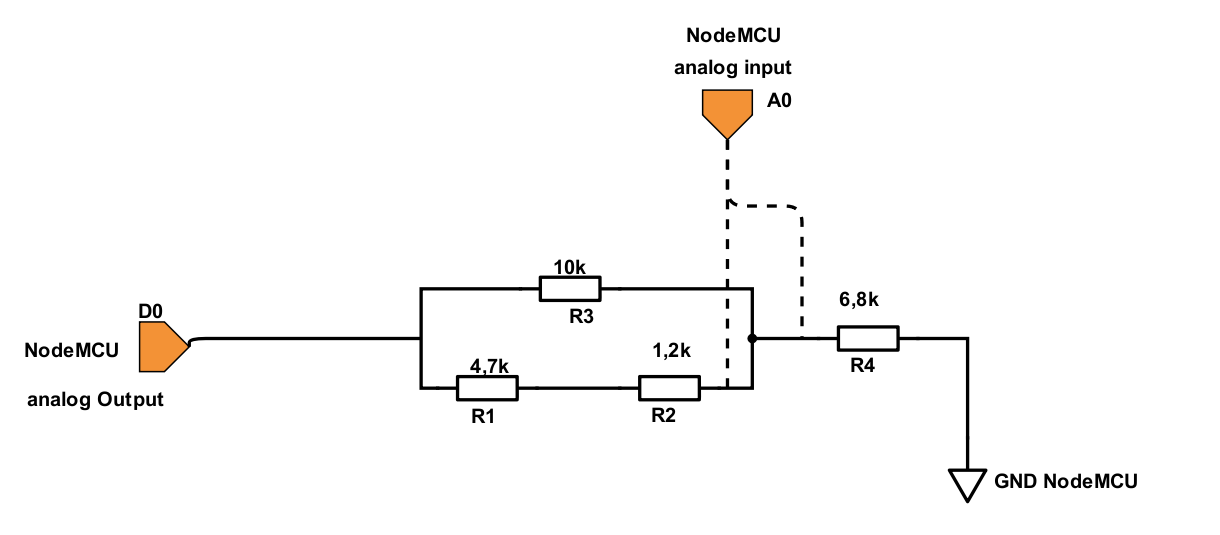 NodeMCU
analog input
A0
10k
R3
D0
6,8k
NodeMCU
1,2k
4,7k
R4
analog Output
R1
R2
GND NodeMCU